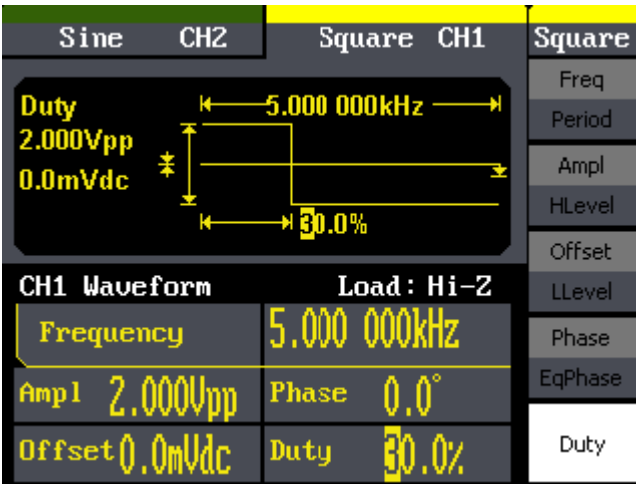 Sine CH2 Square CH1 Square
Freq
Period
Ampl
HLevel
Offset
LLevel
Phase
EqPhase
Duty
Duty 5.000 000kHz
2.000Vpp
0.0mVdc
30.0%
CH1 Waveform Load: Hi-Z
Frequency 5.000 000kHz
Ampl 2.000Vpp Phase 0.0°
Offset 0.0mVdc Duty 30.0%